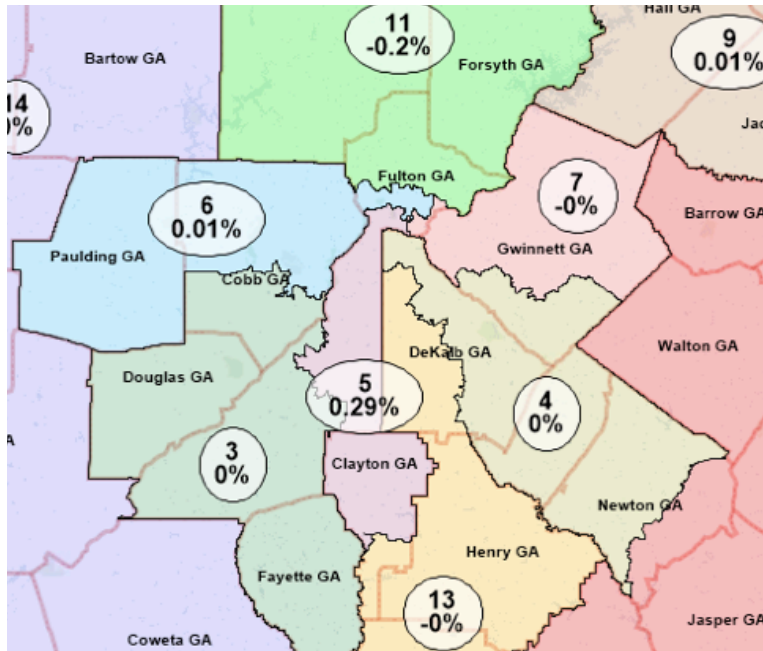 Hall GA
11
-0.2%
9
0.01%
Bartow GA
Forsyth GA
14
0%
Jac
Fulton GA
7
-0%
6
0.01%
Barrow GA
Gwinnett GA
Paulding GA
Cobb GA
Walton GA
DeKalb GA
Douglas GA
5
0.29%
4
0%
A
3
0%
Clayton GA
Newton GA
Henry GA
Fayette GA
13
-0%
Jasper GA
Coweta GA